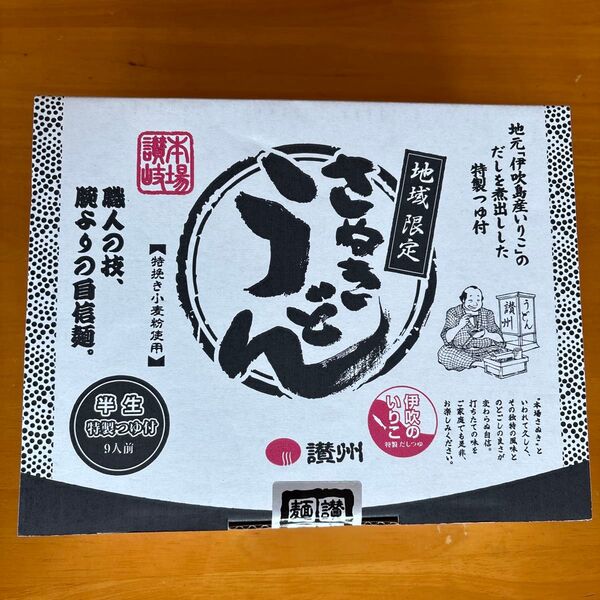 地元「伊吹島産いりこ」の
だしを煮出しした
特製つゆ付
地域限定
さぬき
うどん
本場
讃岐
職人の技、
腕よりの自信麺。
【特挽き小麦粉使用】
半生
特製つゆ付
9人前
うどん
讃州
伊吹の
いりこ
特製だしつゆ
"本場さぬき"と
いわれて久しく、
その独特の風味と
のどごしのまさが
変わらぬ自信。
打ちたての味を
ご家庭でも是非、
お楽しみください。
讃州
讃
麺